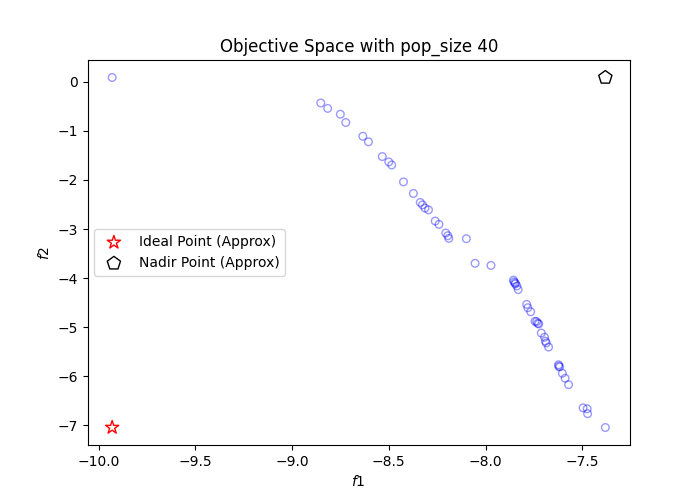 Objective Space with pop_size 40
0
−1
−2
−3
−4
−5
−6
−7
f2
Ideal Point (Approx)
Nadir Point (Approx)
−10.0
−9.5
−9.0
−8.5
−8.0
−7.5
f1